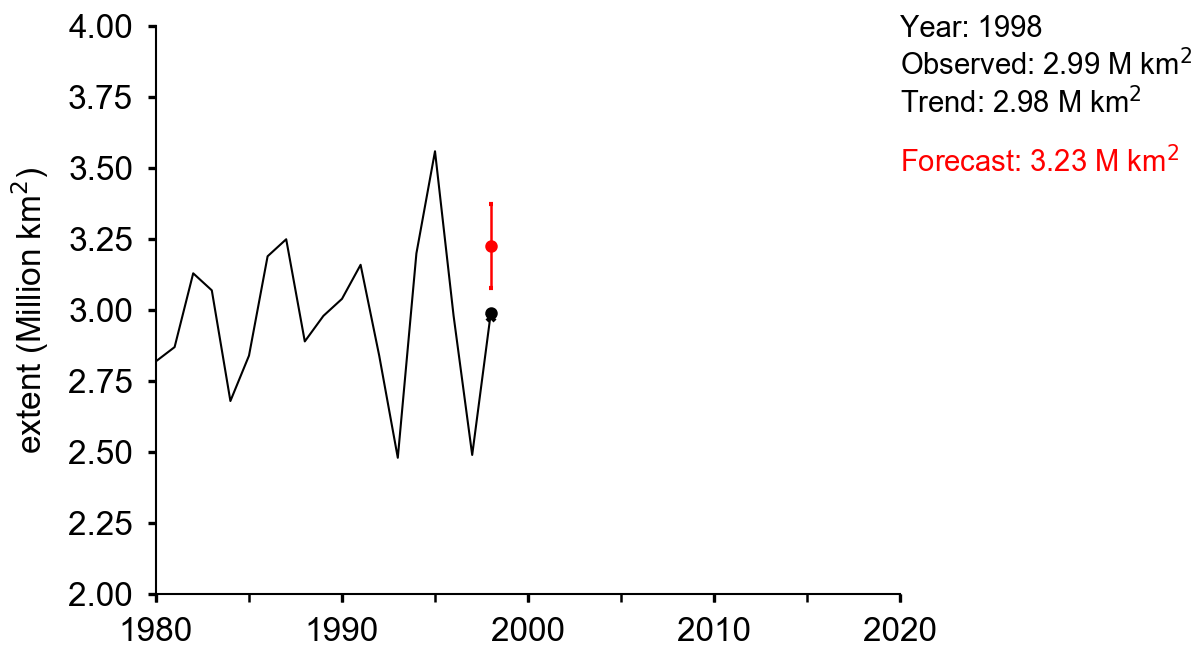 Year: 1998
Observed: 2.99 M km²
Trend: 2.98 M km²
Forecast: 3.23 M km²
extent (Million km²)
4.00
3.75
3.50
3.25
3.00
2.75
2.50
2.25
2.00
1980 1990 2000 2010 2020